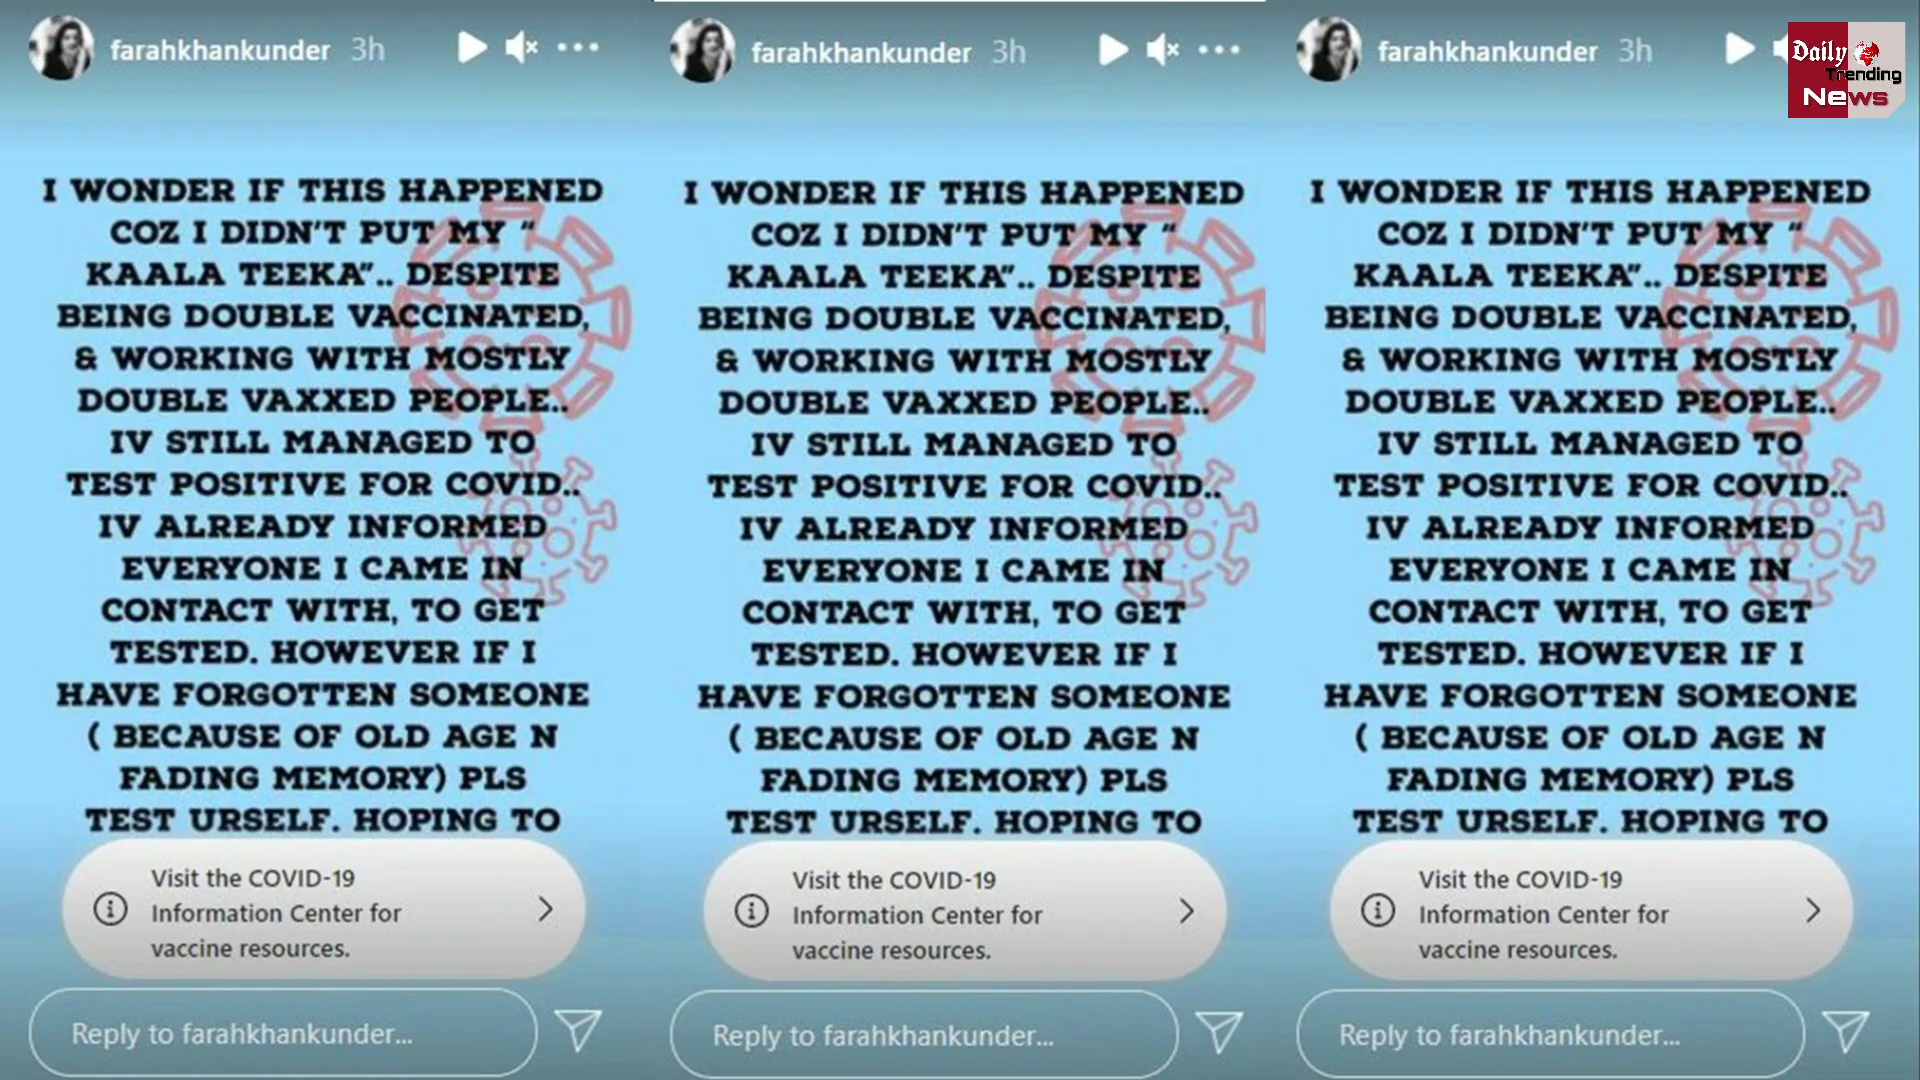 farahkhankunder 3h
I WONDER IF THIS HAPPENED
COZ I DIDN'T PUT MY “
KAALA TEEKA”.. DESPITE
BEING DOUBLE VACCINATED,
& WORKING WITH MOSTLY
DOUBLE VAXXED PEOPLE..
IV STILL MANAGED TO
TEST POSITIVE FOR COVID..
IV ALREADY INFORMED
EVERYONE I CAME IN
CONTACT WITH, TO GET
TESTED. HOWEVER IF I
HAVE FORGOTTEN SOMEONE
( BECAUSE OF OLD AGE N
FADING MEMORY) PLS
TEST URSELF. HOPING TO
Visit the COVID-19
Information Center for
vaccine resources.
Reply to farahkhankunder...
farahkhankunder 3h
I WONDER IF THIS HAPPENED
COZ I DIDN'T PUT MY “
KAALA TEEKA”.. DESPITE
BEING DOUBLE VACCINATED,
& WORKING WITH MOSTLY
DOUBLE VAXXED PEOPLE..
IV STILL MANAGED TO
TEST POSITIVE FOR COVID..
IV ALREADY INFORMED
EVERYONE I CAME IN
CONTACT WITH, TO GET
TESTED. HOWEVER IF I
HAVE FORGOTTEN SOMEONE
( BECAUSE OF OLD AGE N
FADING MEMORY) PLS
TEST URSELF. HOPING TO
Visit the COVID-19
Information Center for
vaccine resources.
Reply to farahkhankunder...
farahkhankunder 3h
I WONDER IF THIS HAPPENED
COZ I DIDN'T PUT MY “
KAALA TEEKA”.. DESPITE
BEING DOUBLE VACCINATED,
& WORKING WITH MOSTLY
DOUBLE VAXXED PEOPLE..
IV STILL MANAGED TO
TEST POSITIVE FOR COVID..
IV ALREADY INFORMED
EVERYONE I CAME IN
CONTACT WITH, TO GET
TESTED. HOWEVER IF I
HAVE FORGOTTEN SOMEONE
( BECAUSE OF OLD AGE N
FADING MEMORY) PLS
TEST URSELF. HOPING TO
Visit the COVID-19
Information Center for
vaccine resources.
Reply to farahkhankunder...
Daily
Trending
News